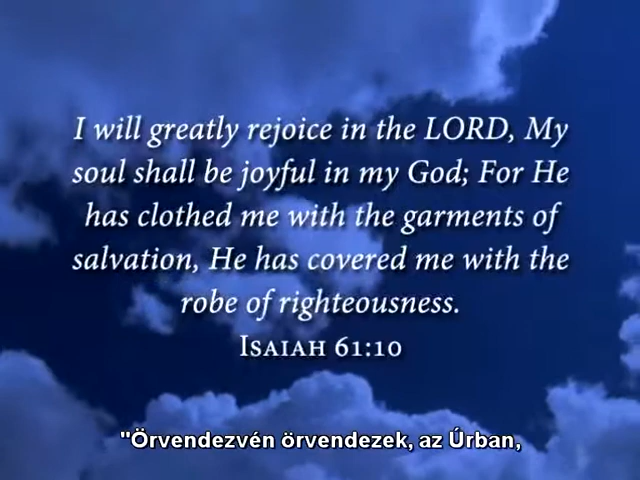 I will greatly rejoice in the LORD, My
soul shall be joyful in my God; For He
has clothed me with the garments of
salvation, He has covered me with the
robe of righteousness.
ISAIAH 61:10
"Örvendezvén örvendezek, az Úrban,